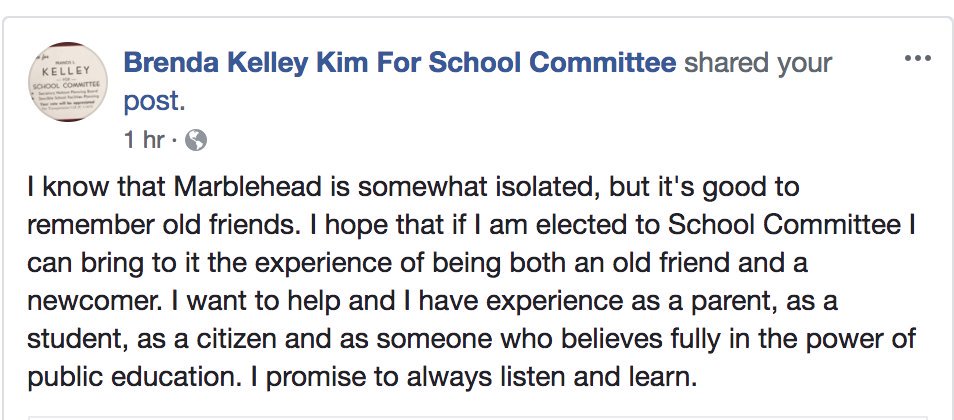 Brenda Kelley Kim For School Committee shared your
post.
1 hr ·
KELLEY
FOR
SCHOOL COMMITTEE
I know that Marblehead is somewhat isolated, but it's good to
remember old friends. I hope that if I am elected to School Committee I
can bring to it the experience of being both an old friend and a
newcomer. I want to help and I have experience as a parent, as a
student, as a citizen and as someone who believes fully in the power of
public education. I promise to always listen and learn.